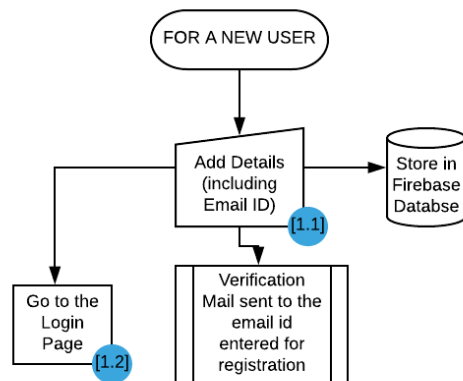 FOR A NEW USER
Add Details
(including
Email ID)
[1.1]
Store in
Firebase
Databse
Go to the
Login
Page
[1.2]
Verification
Mail sent to the
email id
entered for
registration